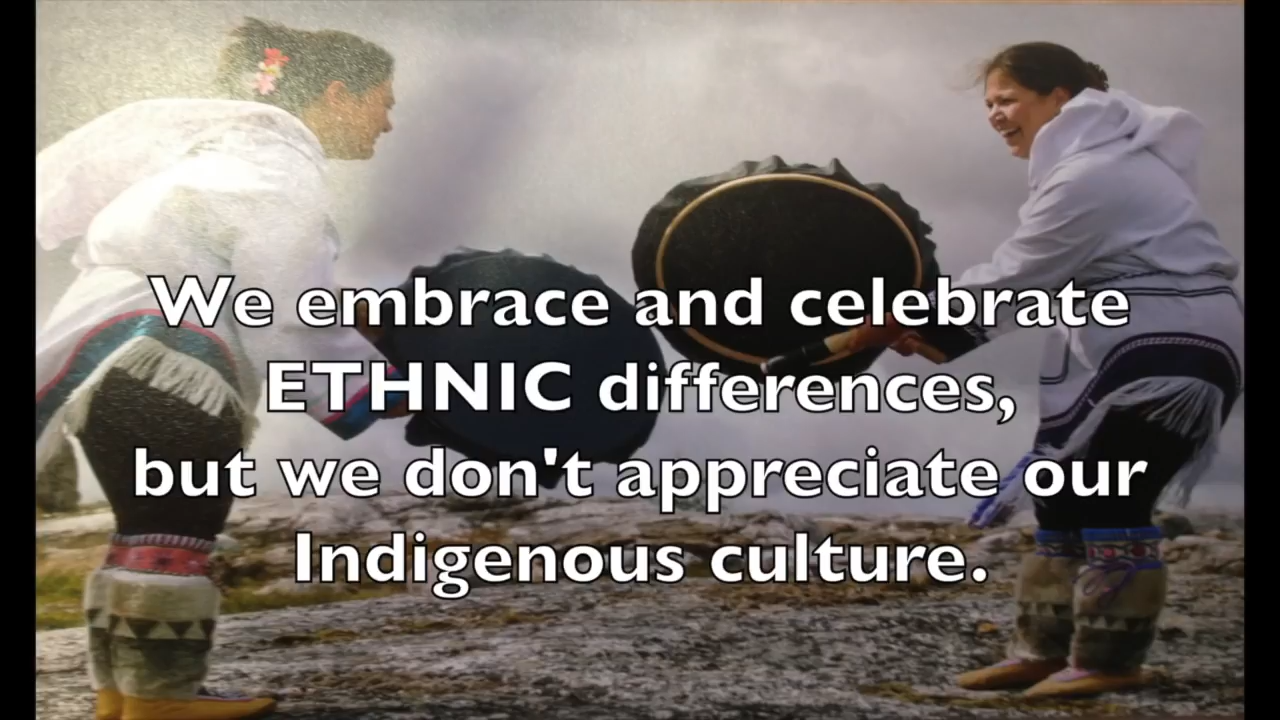 We embrace and celebrate
ETHNIC differences,
but we don't appreciate our
Indigenous culture.